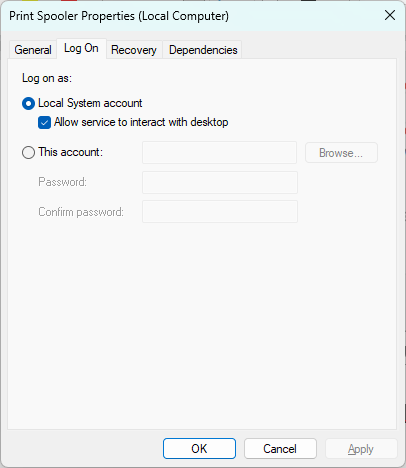 Print Spooler Properties (Local Computer)
General Log On Recovery Dependencies
Log on as:
Local System account
Allow service to interact with desktop
This account: Browse...
Password:
Confirm password:
OK Cancel Apply